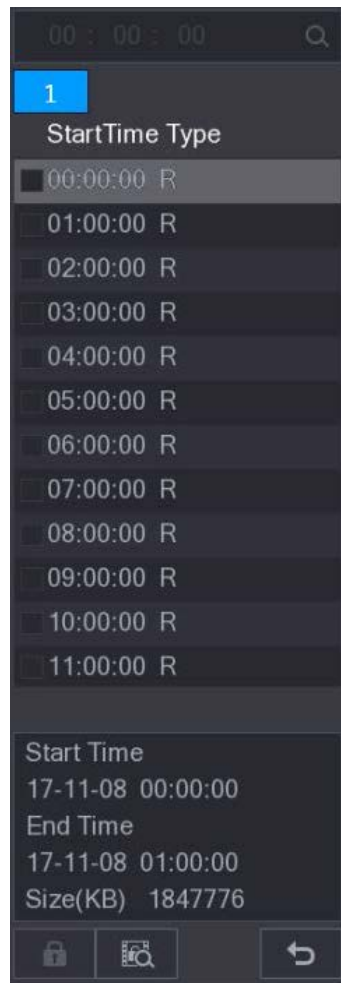 00 : 00 : 00
1
StartTime Type
00:00:00 R
01:00:00 R
02:00:00 R
03:00:00 R
04:00:00 R
05:00:00 R
06:00:00 R
07:00:00 R
08:00:00 R
09:00:00 R
10:00:00 R
11:00:00 R
Start Time
17-11-08 00:00:00
End Time
17-11-08 01:00:00
Size(KB) 1847776